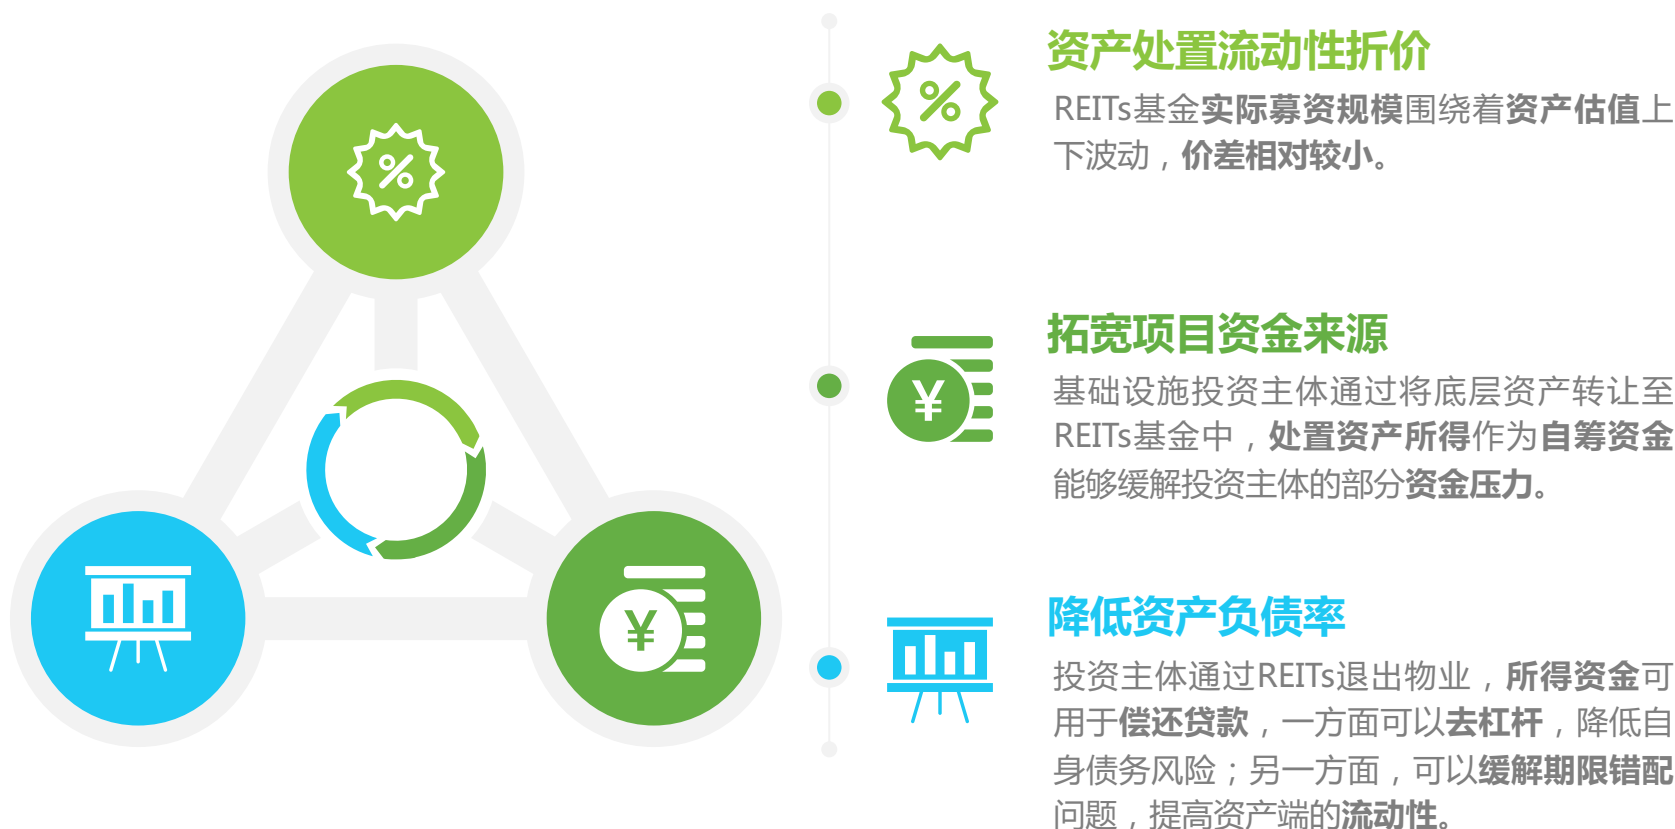 资产处置流动性折价
REITs基金实际募资规模围绕着资产估值上
下波动，价差相对较小。
拓宽项目资金来源
基础设施投资主体通过将底层资产转让至
REITs基金中，处置资产所得作为自筹资金
能够缓解投资主体的部分资金压力。
降低资产负债率
投资主体通过REITs退出物业，所得资金可
用于偿还贷款，一方面可以去杠杆，降低自
身债务风险；另一方面，可以缓解期限错配
问题，提高资产端的流动性。
%
%
¥
¥